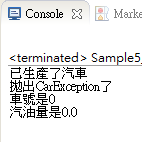 Console Marke
<terminated> Sample5_
已生產了汽車
拋出CarException了
車號是0
汽油量是0.0